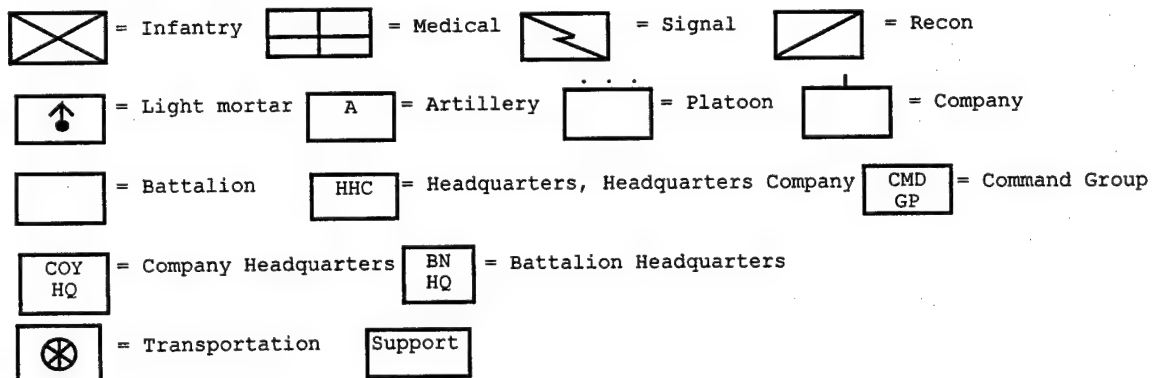 = Infantry = Medical = Signal = Recon
= Light mortar A = Artillery = Platoon = Company
= Battalion HHC = Headquarters, Headquarters Company CMD GP = Command Group
COY HQ = Company Headquarters BN HQ = Battalion Headquarters
= Transportation Support